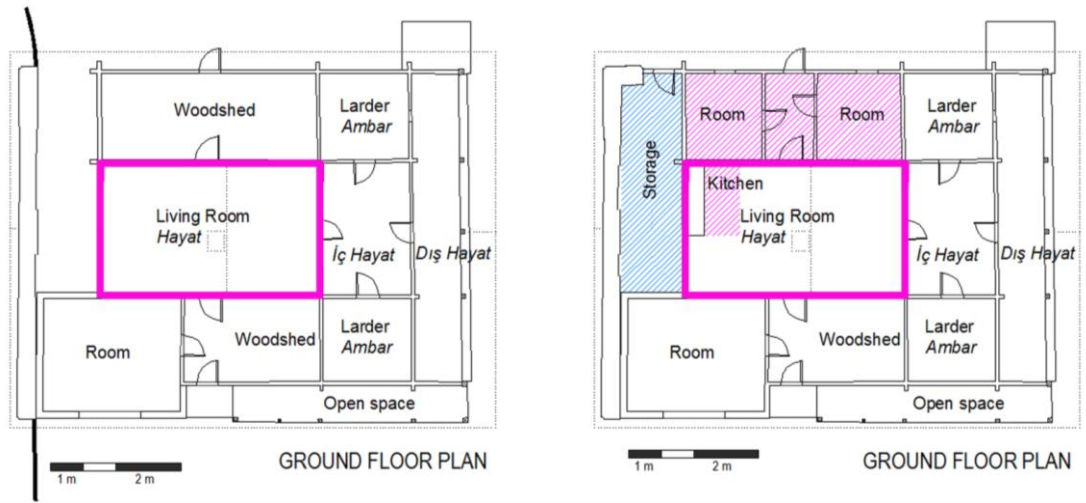 Woodshed
Larder
Ambar
Living Room
Hayat
İç Hayat
Dış Hayat
Room
Woodshed
Larder
Ambar
Open space
1 m
2 m
GROUND FLOOR PLAN
Room
Room
Larder
Ambar
Storage
Kitchen
Living Room
Hayat
İç Hayat
Dış Hayat
Room
Woodshed
Larder
Ambar
Open space
1 m
2 m
GROUND FLOOR PLAN